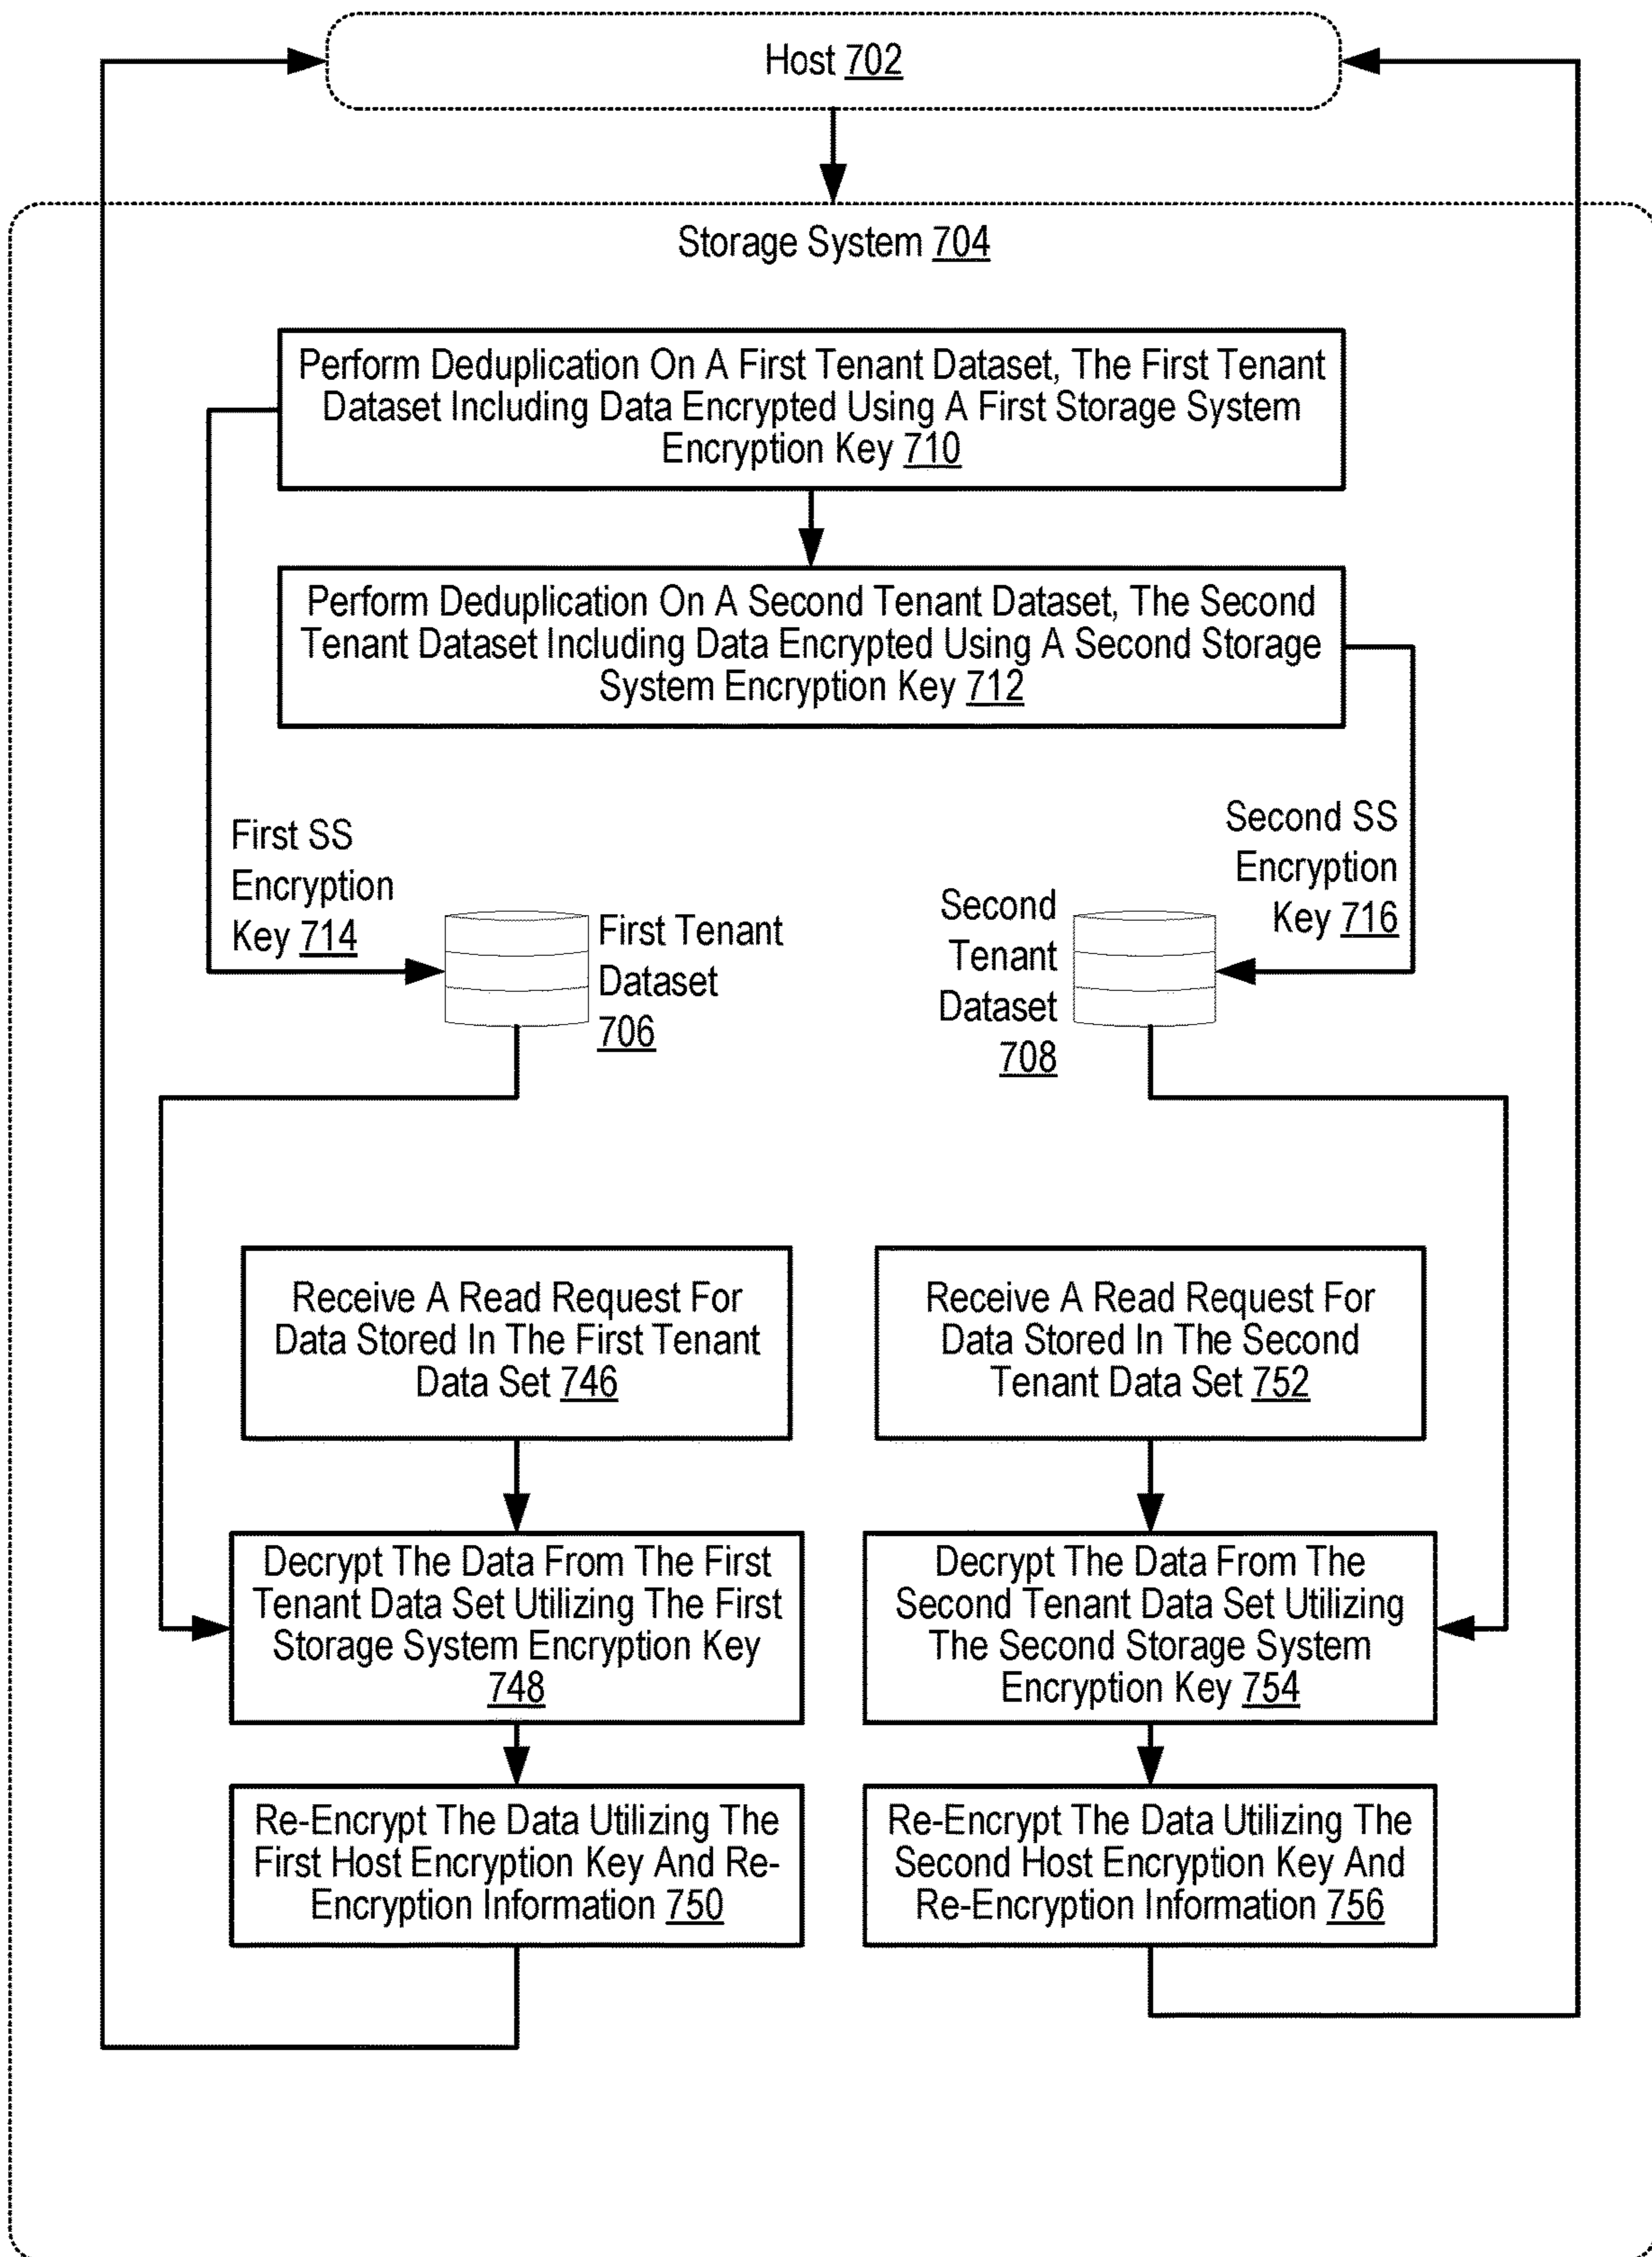 Host 702
Storage System 704
Perform Deduplication On A First Tenant Dataset, The First Tenant
Dataset Including Data Encrypted Using A First Storage System
Encryption Key 710
Perform Deduplication On A Second Tenant Dataset, The Second
Tenant Dataset Including Data Encrypted Using A Second Storage
System Encryption Key 712
First SS
Encryption
Key 714
First Tenant
Dataset
706
Second
Tenant
Dataset
708
Second SS
Encryption
Key 716
Receive A Read Request For
Data Stored In The First Tenant
Data Set 746
Receive A Read Request For
Data Stored In The Second
Tenant Data Set 752
Decrypt The Data From The First
Tenant Data Set Utilizing The First
Storage System Encryption Key
748
Decrypt The Data From The
Second Tenant Data Set Utilizing
The Second Storage System
Encryption Key 754
Re-Encrypt The Data Utilizing The
First Host Encryption Key And Re-
Encryption Information 750
Re-Encrypt The Data Utilizing The
Second Host Encryption Key And
Re-Encryption Information 756